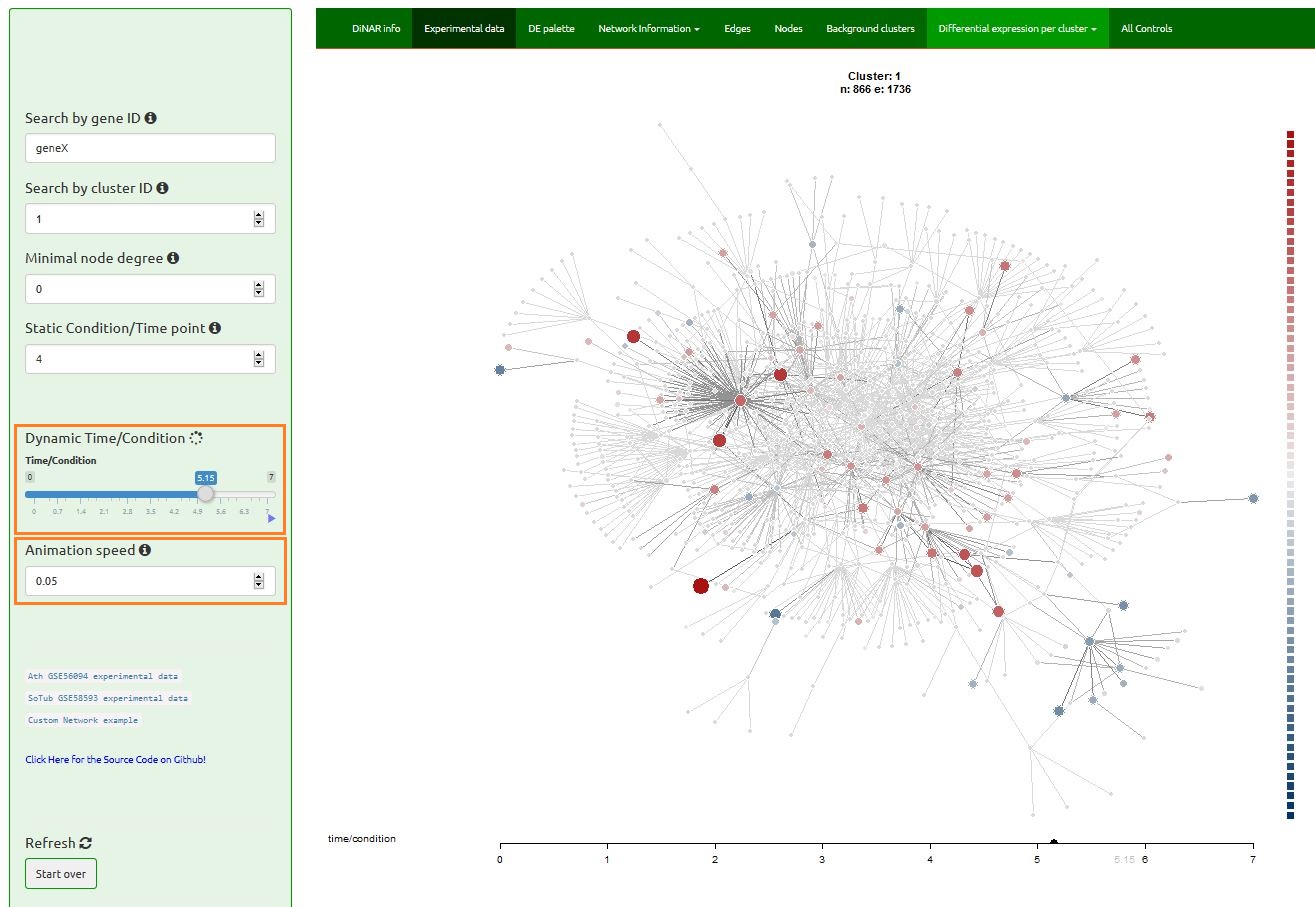 DiNAR info Experimental data DE palette Network Information Edges Nodes Background clusters Differential expression per cluster All Controls
Cluster: 1
n: 866 e: 1736
Search by gene ID
geneX
Search by cluster ID
1
Minimal node degree
0
Static Condition/Time point
4
Dynamic Time/Condition
Time/Condition
0 5.15 7
0 0.7 1.4 2.1 2.8 3.5 4.2 4.9 5.6 6.3 7
Animation speed
0.05
Ath GSE56094 experimental data
SoTub GSE58593 experimental data
Custom Network example
Click Here for the Source Code on Github!
Refresh
Start over
time/condition
0 1 2 3 4 5 5.15 6 7